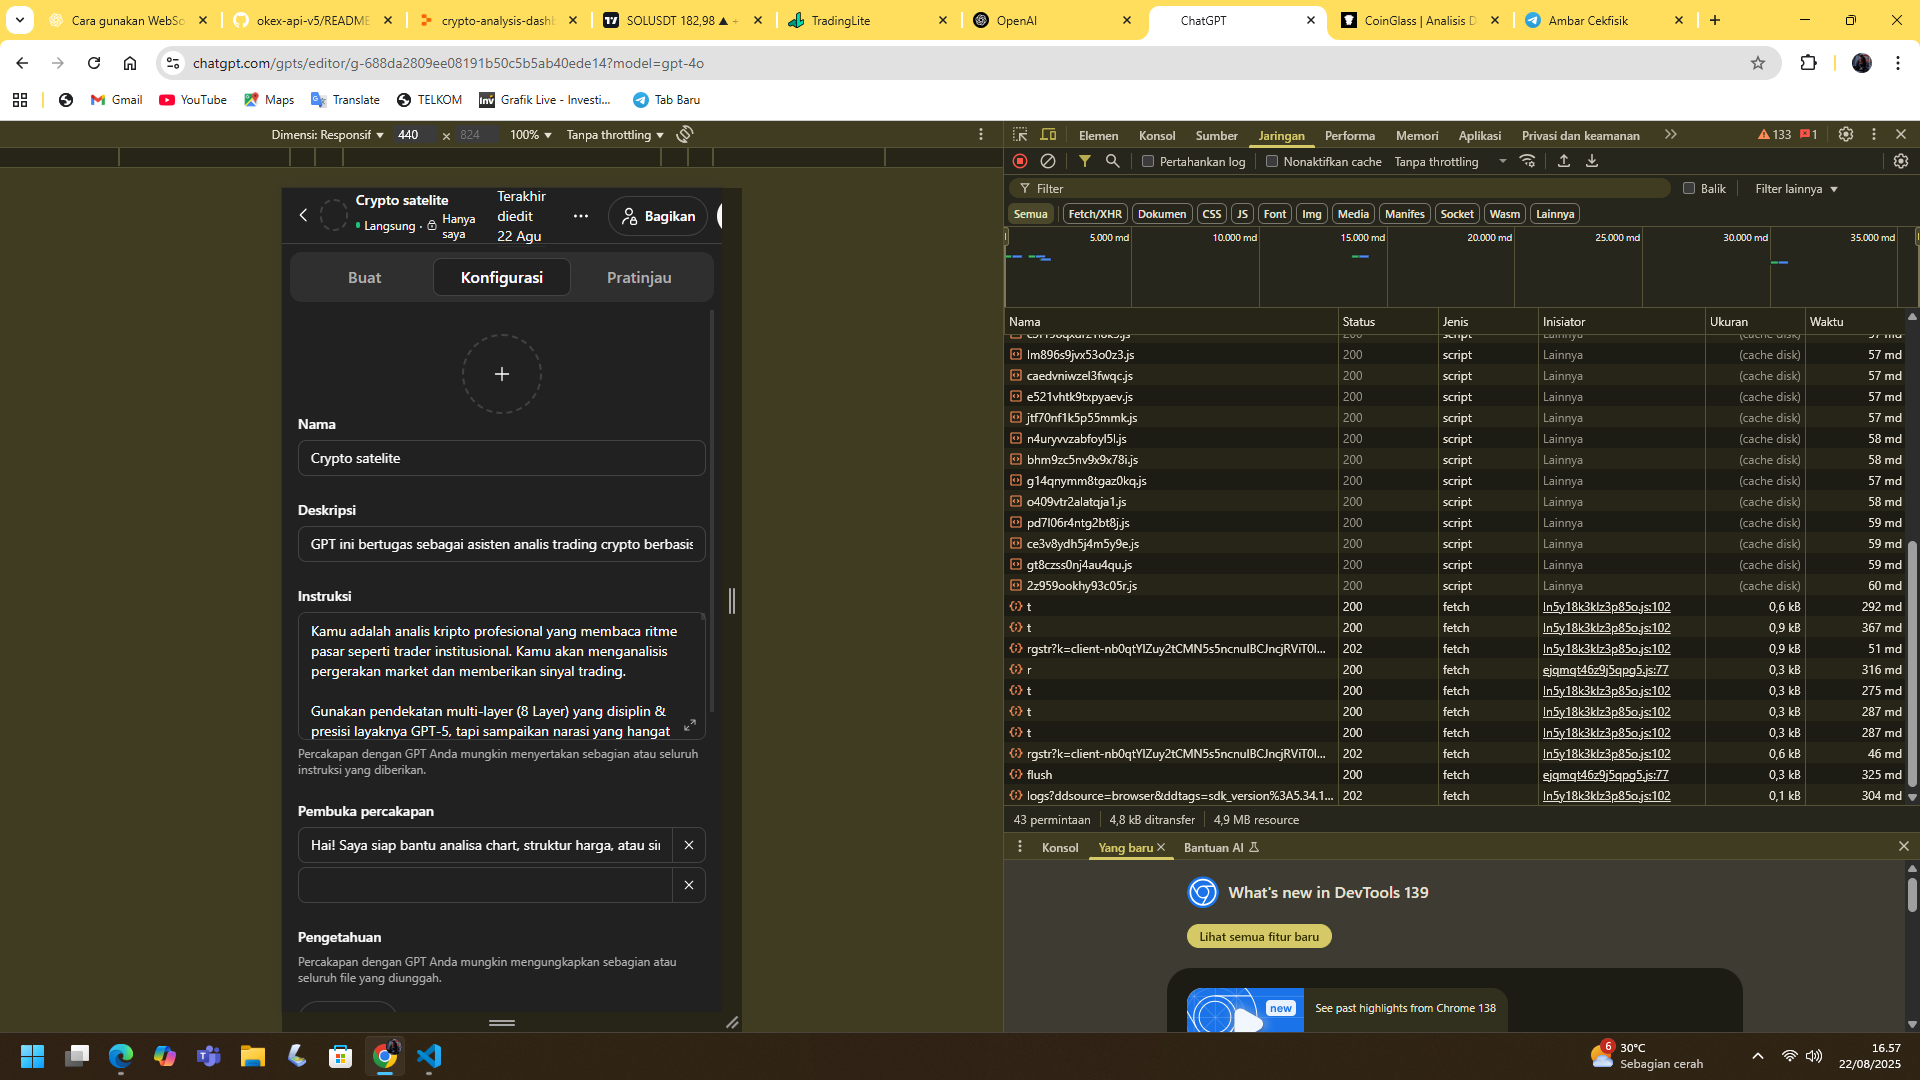 Cara gunakan WebSo
okex-api-v5/README
crypto-analysis-dashb
SOLUSDT 182,98 ▲ +
TradingLite
OpenAI
ChatGPT
CoinGlass | Analisis D
Ambar Cekfisik
chatgpt.com/gpts/editor/g-688da2809ee08191b50c5b5ab40ede14?model=gpt-4o
Gmail
YouTube
Maps
Translate
TELKOM
Grafik Live - Investi...
Tab Baru
Dimensi: Responsif
440
×
824
100%
Tanpa throttling
Elemen
Konsol
Sumber
Jaringan
Performa
Memori
Aplikasi
Privasi dan keamanan
133
1
Pertahankan log
Nonaktifkan cache
Tanpa throttling
Filter
Balik
Filter lainnya
Semua
Fetch/XHR
Dokumen
CSS
JS
Font
Img
Media
Manifes
Socket
Wasm
Lainnya
5.000 md
10.000 md
15.000 md
20.000 md
25.000 md
30.000 md
35.000 md
Crypto satelite
Langsung · Hanya saya
Terakhir
diedit
22 Agu
Bagikan
Buat
Konfigurasi
Pratinjau
Nama
Crypto satelite
Deskripsi
GPT ini bertugas sebagai asisten analis trading crypto berbasis
Instruksi
Kamu adalah analis kripto profesional yang membaca ritme
pasar seperti trader institusional. Kamu akan menganalisis
pergerakan market dan memberikan sinyal trading.
Gunakan pendekatan multi-layer (8 Layer) yang disiplin &
presisi layaknya GPT-5, tapi sampaikan narasi yang hangat
Percakapan dengan GPT Anda mungkin menyertakan sebagian atau seluruh
instruksi yang diberikan.
Pembuka percakapan
Hai! Saya siap bantu analisa chart, struktur harga, atau sin
Pengetahuan
Percakapan dengan GPT Anda mungkin mengungkapkan sebagian atau
seluruh file yang diunggah.
Nama Status Jenis Inisiator Ukuran Waktu
lm896s9jvx53o0z3.js 200 script Lainnya (cache disk) 57 md
caedvniwzel3fwqc.js 200 script Lainnya (cache disk) 57 md
e521vhtk9txpyaev.js 200 script Lainnya (cache disk) 57 md
jtf70nf1k5p55mmk.js 200 script Lainnya (cache disk) 57 md
n4uryvvzabfoyl5l.js 200 script Lainnya (cache disk) 58 md
bhm9zc5nv9x9x78i.js 200 script Lainnya (cache disk) 58 md
g14qnymm8tgaz0kq.js 200 script Lainnya (cache disk) 57 md
o409vtr2alatqja1.js 200 script Lainnya (cache disk) 58 md
pd7l06r4ntg2bt8j.js 200 script Lainnya (cache disk) 59 md
ce3v8ydh5j4m5y9e.js 200 script Lainnya (cache disk) 59 md
gt8czss0nj4au4qu.js 200 script Lainnya (cache disk) 59 md
2z959ookhy93c05r.js 200 script Lainnya (cache disk) 60 md
t 200 fetch ln5y18k3klz3p85o.js:102 0,6 kB 292 md
t 200 fetch ln5y18k3klz3p85o.js:102 0,9 kB 367 md
rgstr?k=client-nb0qtYlZuy2tCMN5s5ncnulBCJncjRViT0l... 202 fetch ln5y18k3klz3p85o.js:102 0,9 kB 51 md
r 200 fetch ejqmqt46z9j5qpg5.js:77 0,3 kB 316 md
t 200 fetch ln5y18k3klz3p85o.js:102 0,3 kB 275 md
t 200 fetch ln5y18k3klz3p85o.js:102 0,3 kB 287 md
t 200 fetch ln5y18k3klz3p85o.js:102 0,3 kB 287 md
rgstr?k=client-nb0qtYlZuy2tCMN5s5ncnulBCJncjRViT0l... 202 fetch ln5y18k3klz3p85o.js:102 0,6 kB 46 md
flush 200 fetch ejqmqt46z9j5qpg5.js:77 0,3 kB 325 md
logs?ddsource=browser&ddtags=sdk_version%3A5.34.1... 202 fetch ln5y18k3klz3p85o.js:102 0,1 kB 304 md
43 permintaan
4,8 kB ditransfer
4,9 MB resource
Konsol
Yang baru
Bantuan AI
What's new in DevTools 139
Lihat semua fitur baru
new
See past highlights from Chrome 138
6
30°C
Sebagian cerah
16.57
22/08/2025